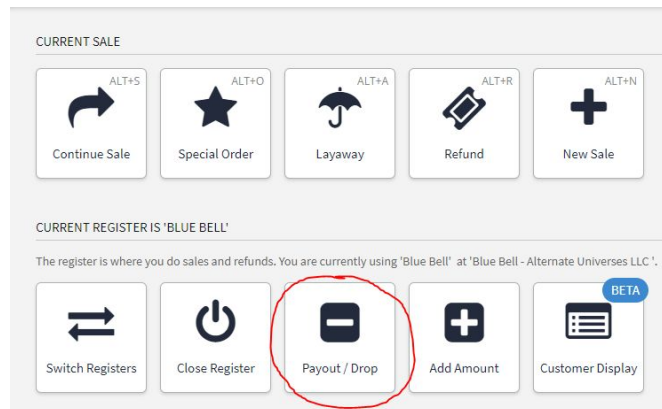 CURRENT SALE
ALT+S ALT+O ALT+A ALT+R ALT+N
Continue Sale Special Order Layaway Refund New Sale
CURRENT REGISTER IS 'BLUE BELL'
The register is where you do sales and refunds. You are currently using 'Blue Bell' at 'Blue Bell - Alternate Universes LLC '.
BETA
Switch Registers Close Register Payout / Drop Add Amount Customer Display